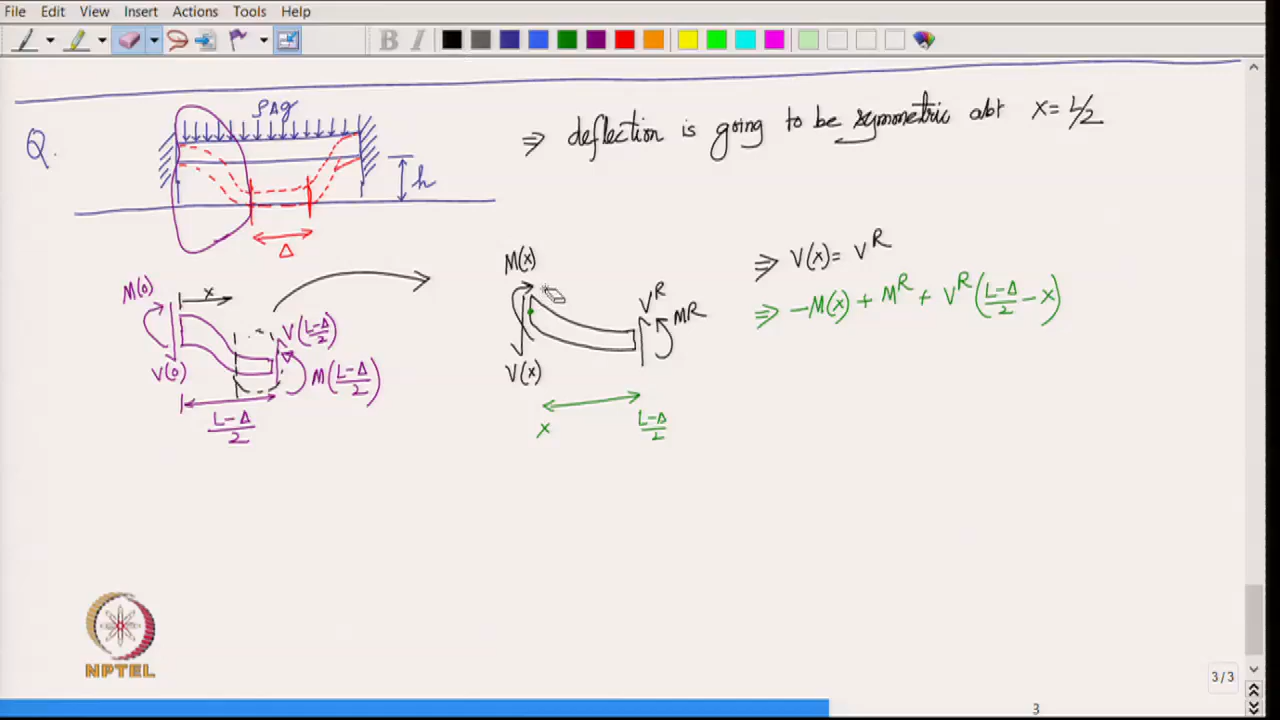 File Edit View Insert Actions Tools Help
B I
Q.
ρAg
h
Δ
⇒ deflection is going to be symmetric abt x = L/2
M(0)
x
V(0)
V(L-Δ/2)
M(L-Δ/2)
L-Δ/2
M(x)
V(x)
V^R
MR
x
L-Δ/2
⇒ V(x) = V^R
⇒ -M(x) + M^R + V^R(L-Δ/2 - x)
NPTEL
3/3
3